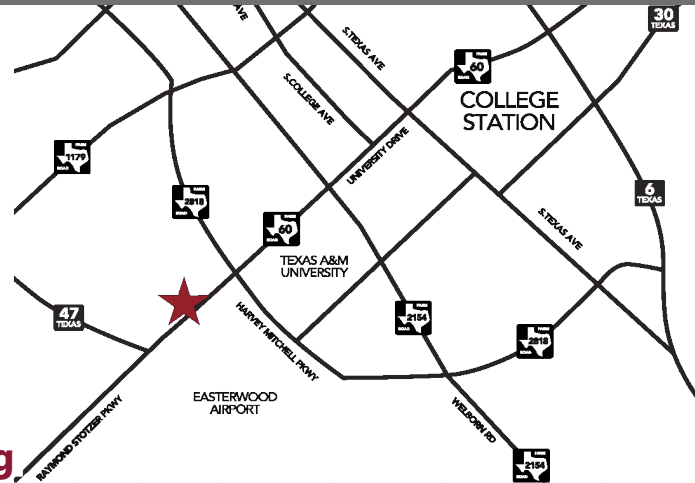 AVE
S.TEXAS AVE
30
TEXAS
60
S.COLLEGE AVE
COLLEGE
STATION
1179
UNIVERSITY DRIVE
2818
6
TEXAS
60
S.TEXAS AVE
TEXAS A&M
UNIVERSITY
47
TEXAS
HARVEY MITCHELL PKWY
2154
2818
EASTERWOOD
AIRPORT
RAYMOND STOTZER PKWY
WELBORN RD
g
2154